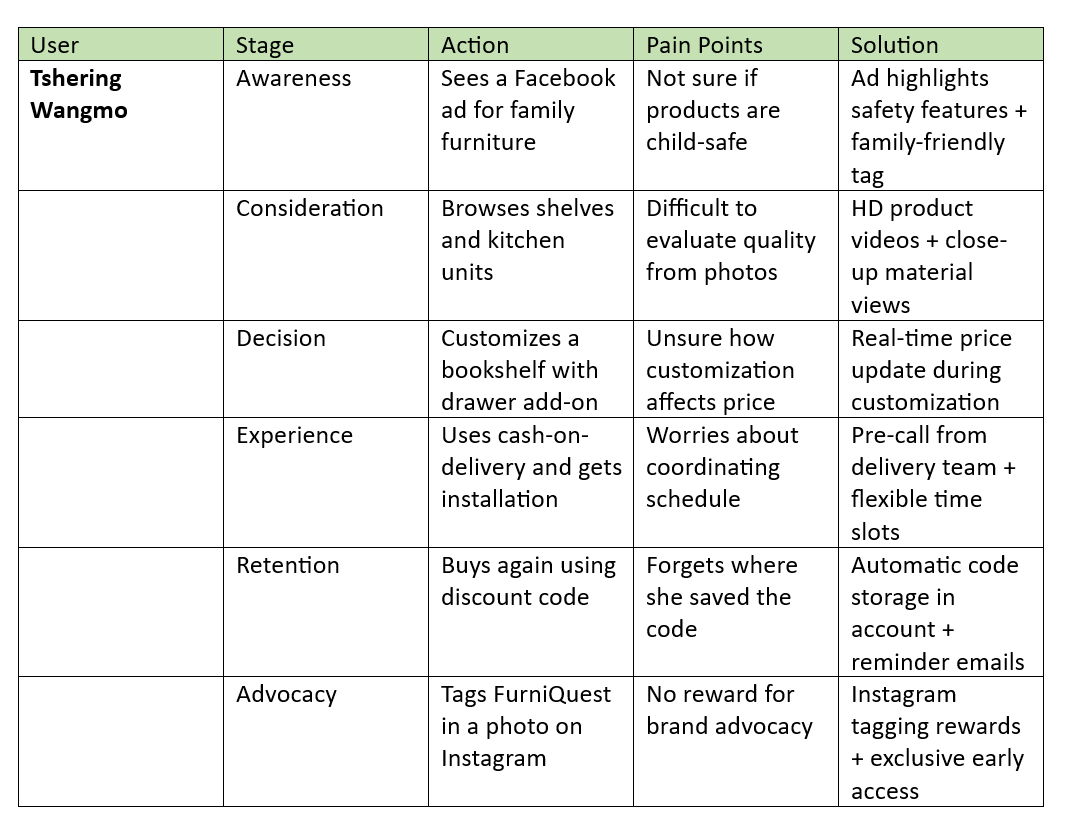 User Stage Action Pain Points Solution
Tshering
Wangmo
Awareness
Sees a Facebook
ad for family
furniture
Not sure if
products are
child-safe
Ad highlights
safety features +
family-friendly
tag
Consideration
Browses shelves
and kitchen
units
Difficult to
evaluate quality
from photos
HD product
videos + close-
up material
views
Decision
Customizes a
bookshelf with
drawer add-on
Unsure how
customization
affects price
Real-time price
update during
customization
Experience
Uses cash-on-
delivery and gets
installation
Worries about
coordinating
schedule
Pre-call from
delivery team +
flexible time
slots
Retention
Buys again using
discount code
Forgets where
she saved the
code
Automatic code
storage in
account +
reminder emails
Advocacy
Tags FurniQuest
in a photo on
Instagram
No reward for
brand advocacy
Instagram
tagging rewards
+ exclusive early
access